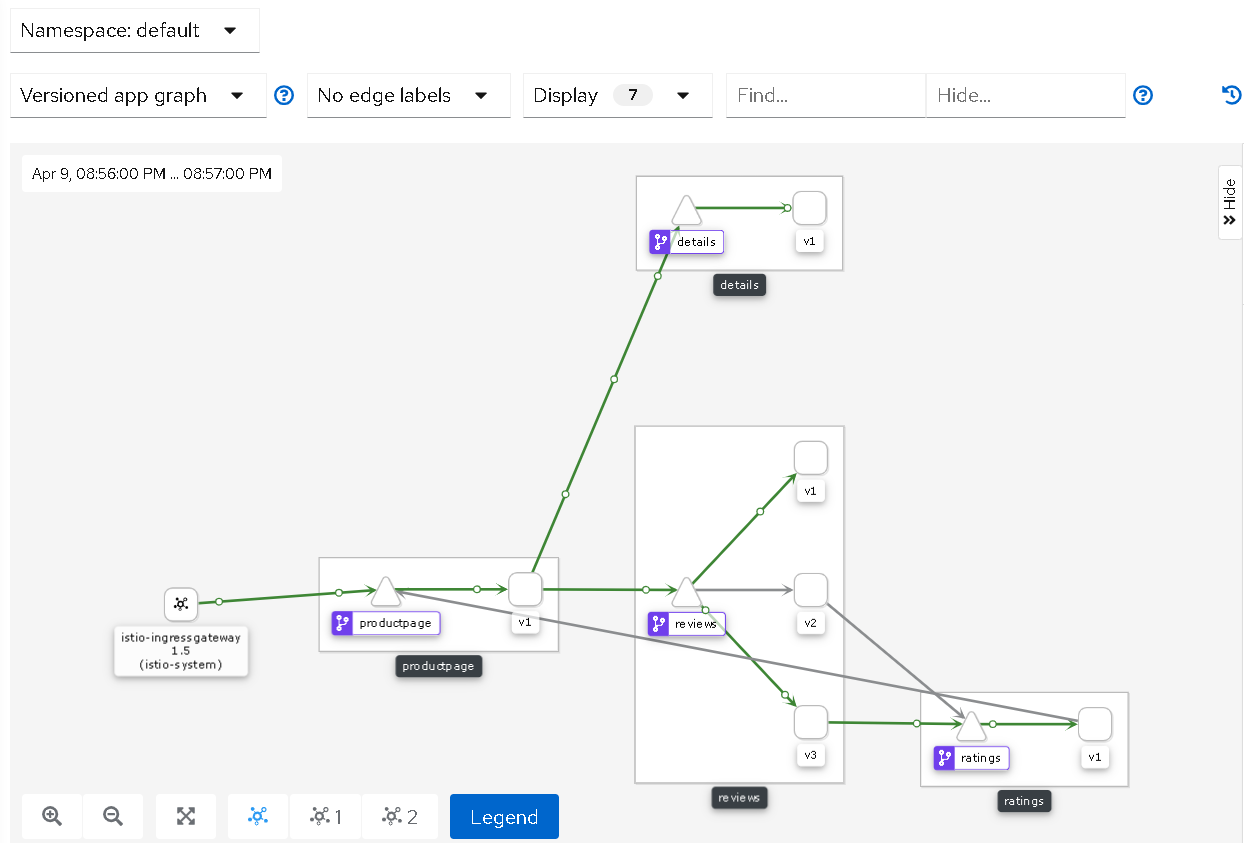 Namespace: default
Versioned app graph
No edge labels
Display 7
Find...
Hide...
Apr 9, 08:56:00 PM ... 08:57:00 PM
Hide
details
v1
details
v1
productpage
v1
reviews
v2
istio-ingressgateway
1.5
(istio-system)
productpage
v3
ratings
v1
reviews
ratings
1
2
Legend